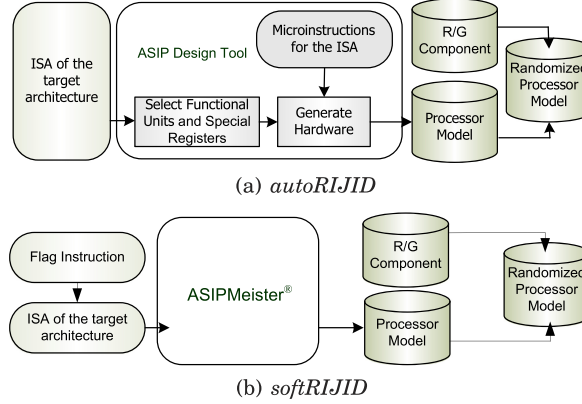 ISA of the
target
architecture
ASIP Design Tool
Microinstructions
for the ISA
Select Functional
Units and Special
Registers
Generate
Hardware
R/G
Component
Processor
Model
Randomized
Processor
Model
(a) autoRIJID
Flag Instruction
ISA of the target
architecture
ASIPMeister®
R/G
Component
Processor
Model
Randomized
Processor
Model
(b) softRIJID